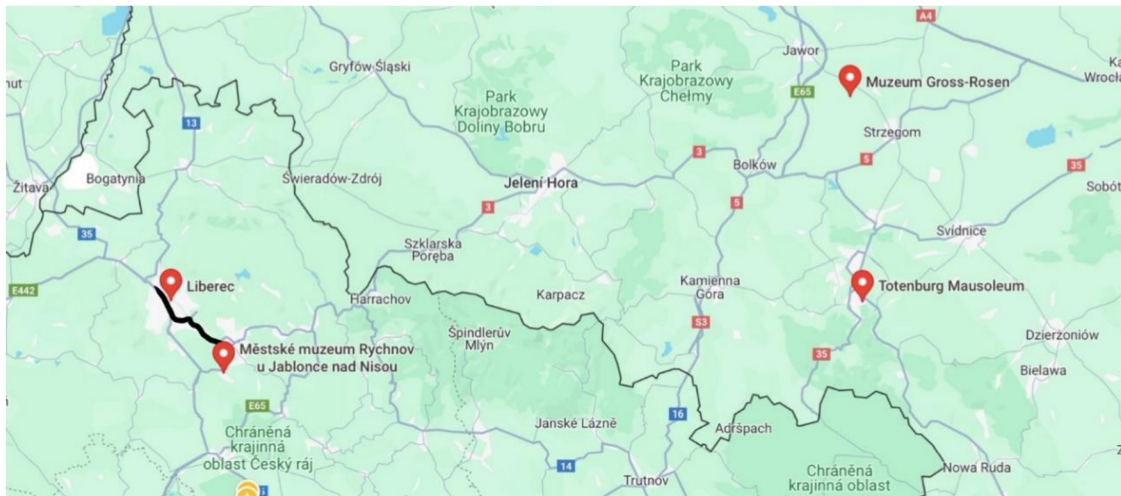 A4
Jawor
Gryfów Śląski
Park
Krajobrazowy
Chełmy
Muzeum Gross-Rosen
Wrocła
E65
Park
Krajobrazowy
Doliny Bobru
13
Strzegom
3
Bolków
5
35
Žitava
Bogatynia
Świeradów-Zdrój
Jelení Hora
Sobót
3
5
35
Szklarska
Poręba
Svídnice
E442
Liberec
Harrachov
Karpacz
Kamienna
Góra
Totenburg Mausoleum
Špindlerův
Mlýn
S3
Dzierżoniów
Městské muzeum Rychnov
u Jablonce nad Nisou
35
Bielawa
E65
16
Chráněná
krajinná
oblast Český ráj
Janské Lázně
Adršpach
14
Trutnov
Chráněná
krajinná oblast
Nowa Ruda